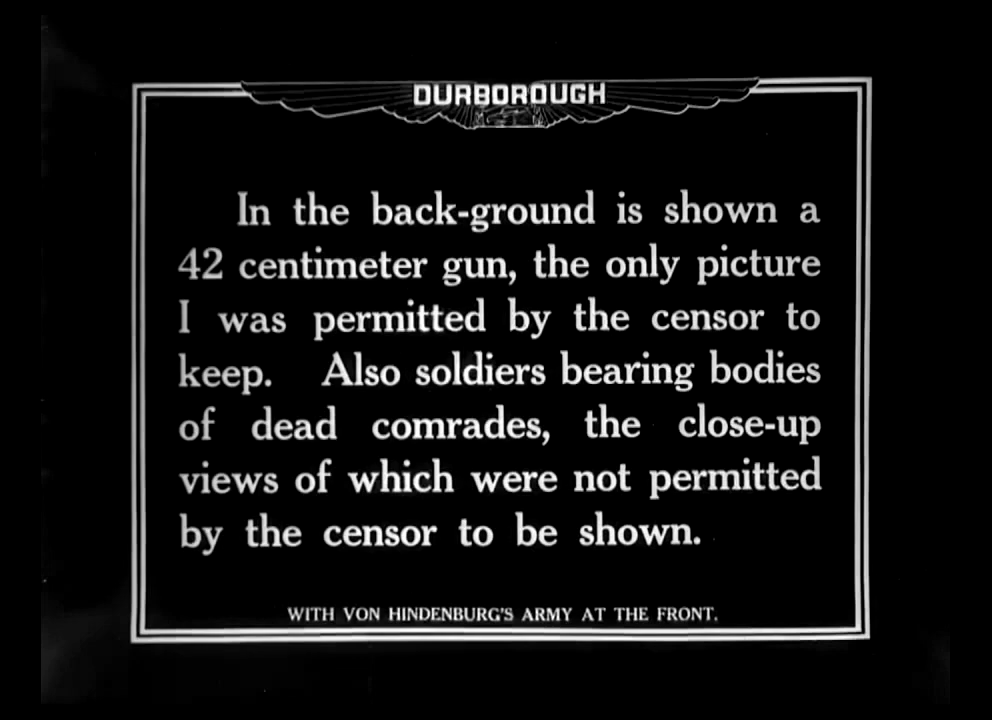 DURBOROUGH
In the back-ground is shown a
42 centimeter gun, the only picture
I was permitted by the censor to
keep. Also soldiers bearing bodies
of dead comrades, the close-up
views of which were not permitted
by the censor to be shown.
WITH VON HINDENBURG'S ARMY AT THE FRONT.